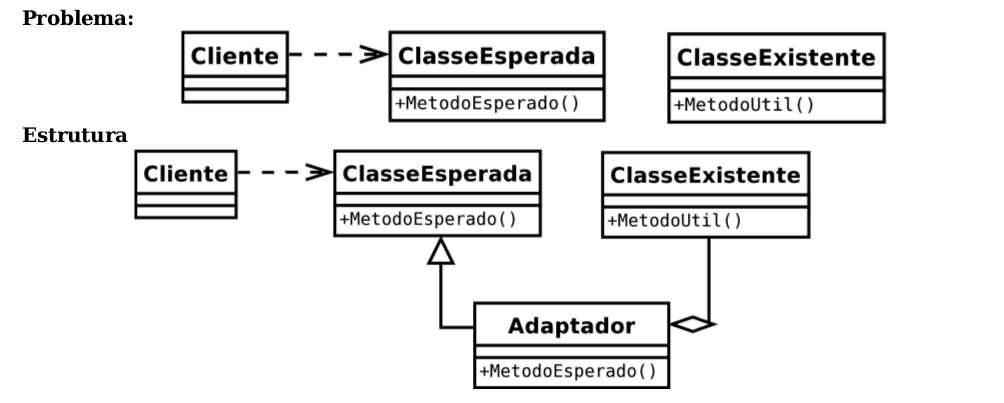 Problema:
Cliente
ClasseEsperada
ClasseExistente
+MetodoEsperado()
+MetodoUtil()
Estrutura
Cliente
ClasseEsperada
ClasseExistente
+MetodoEsperado()
+MetodoUtil()
Adaptador
+MetodoEsperado()